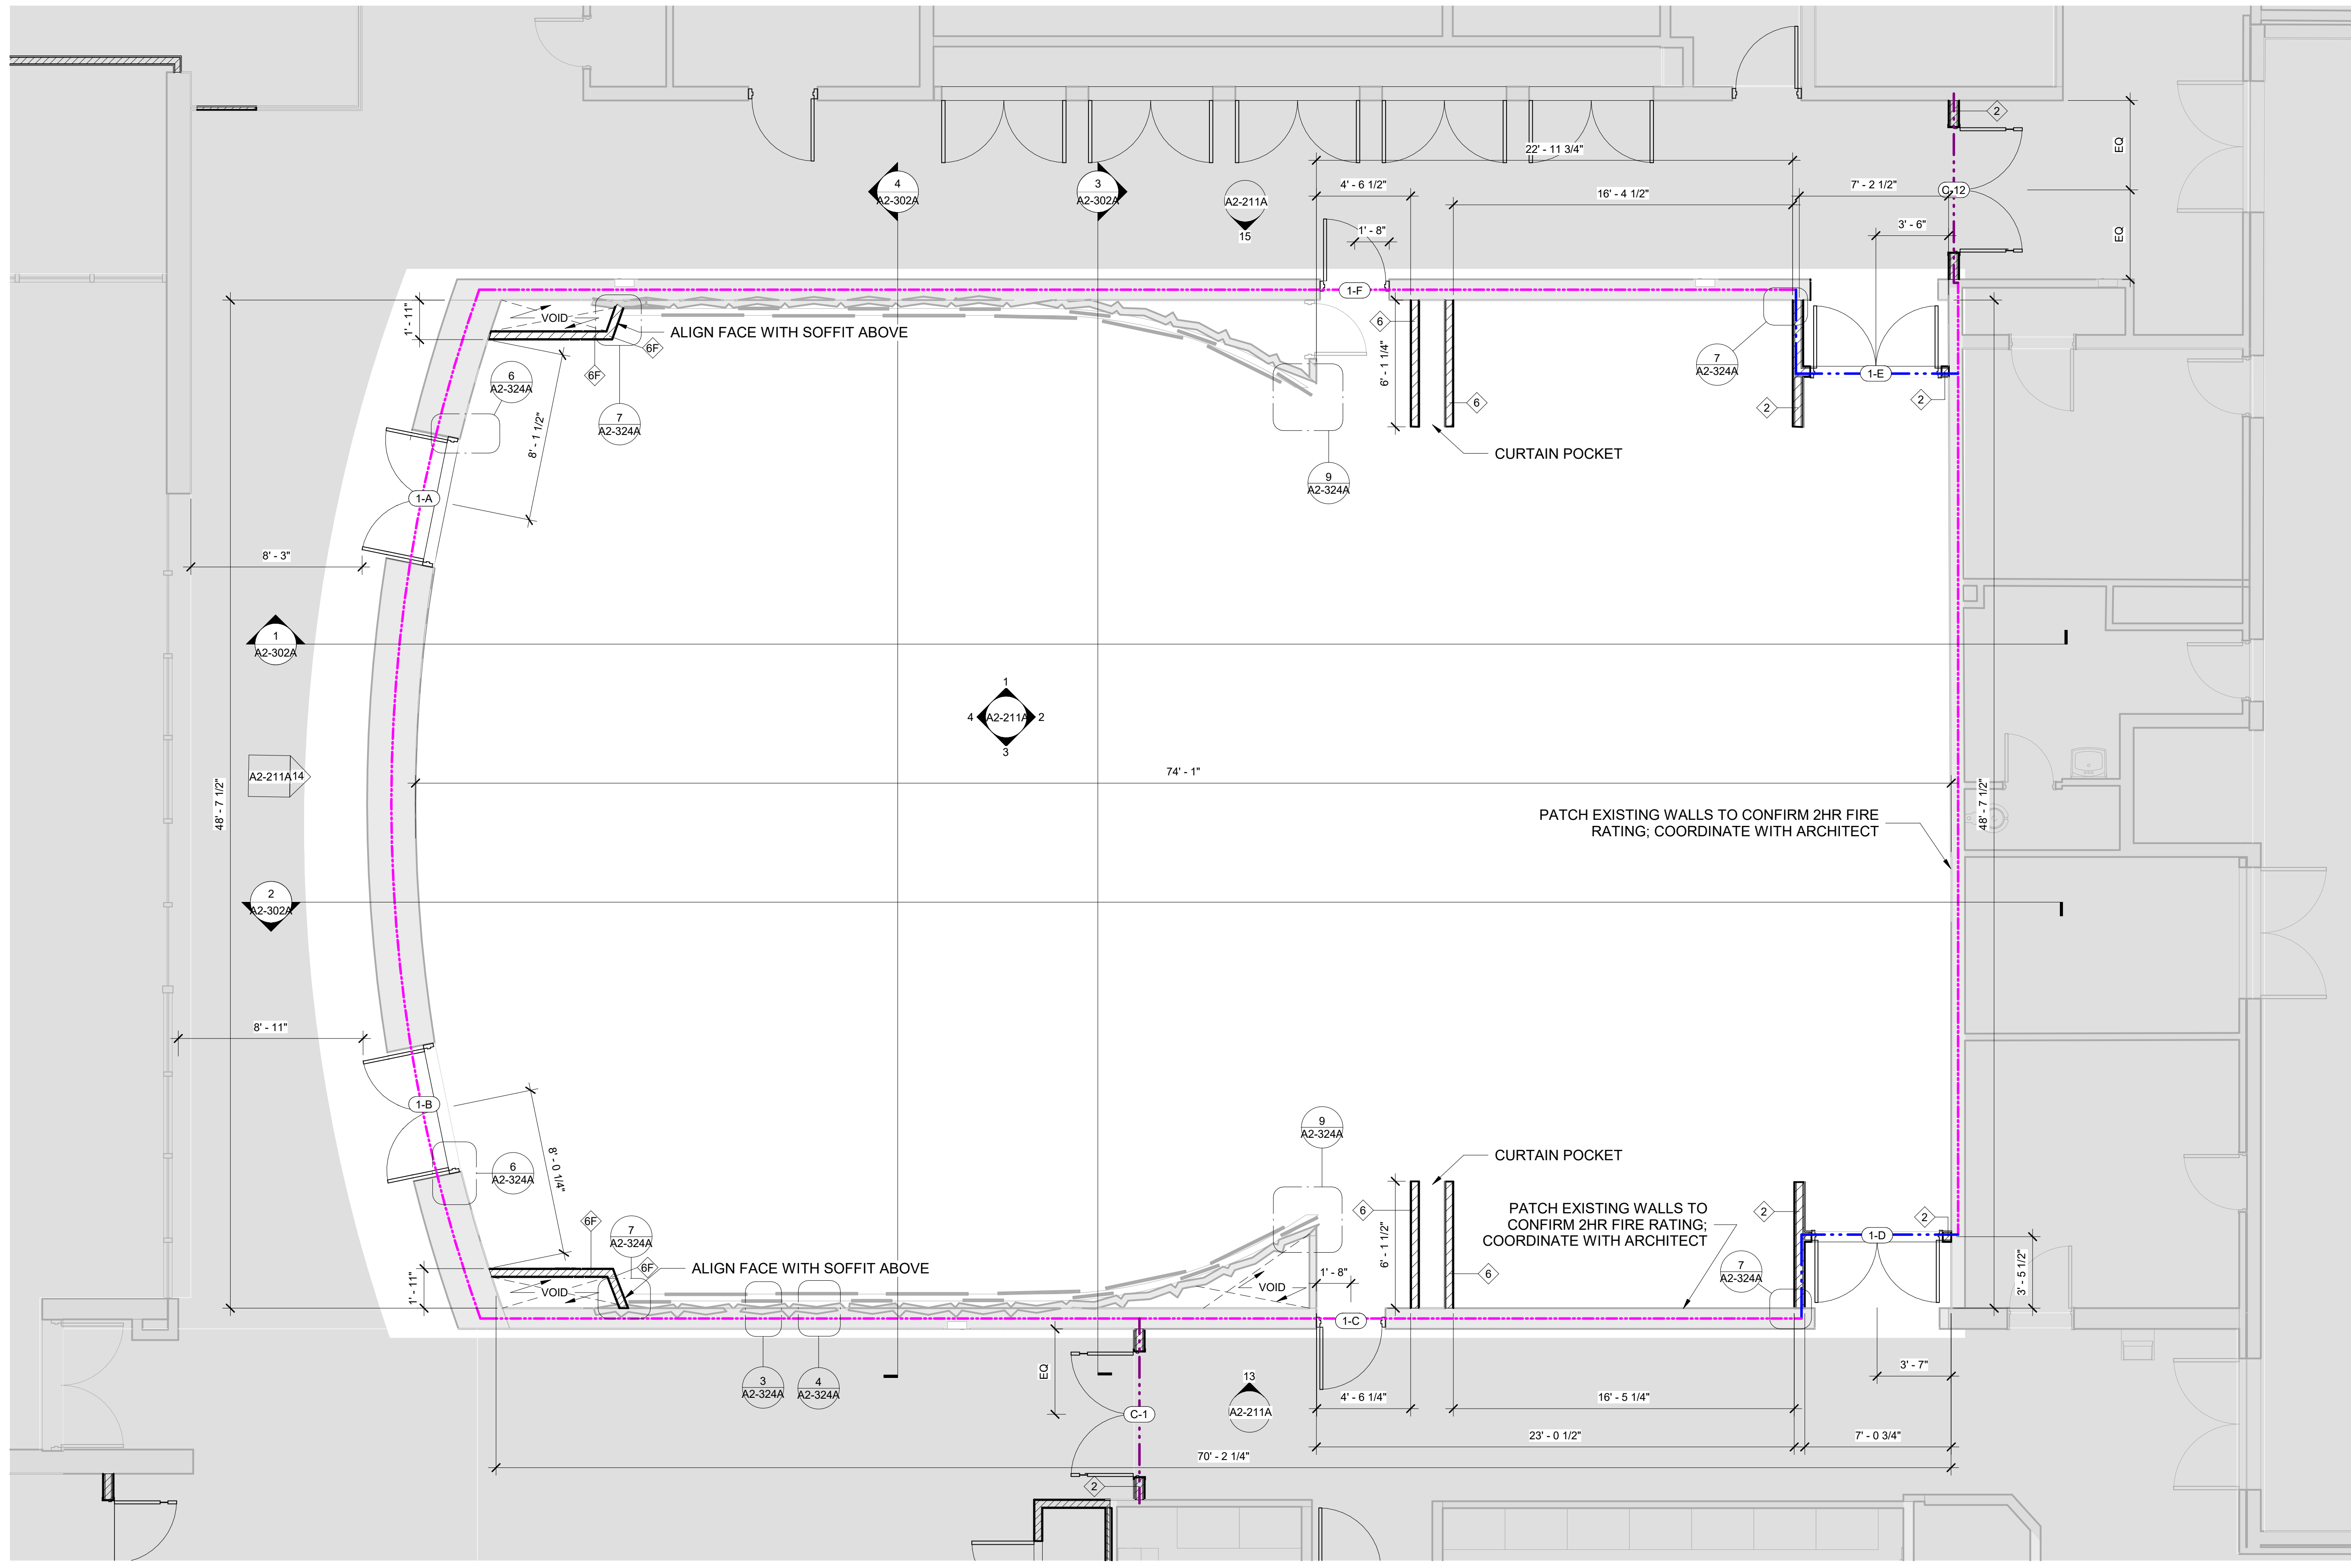 2
EQ
22' - 11 3/4"
4
A2-302A
3
A2-302A
A2-211A
15
4' - 6 1/2"
16' - 4 1/2"
7' - 2 1/2"
C-12
3' - 6"
EQ
1' - 8"
1-F
1' - 11"
VOID
ALIGN FACE WITH SOFFIT ABOVE
6F
6F
6
A2-324A
7
A2-324A
8' - 1 1/2"
6
6' - 1 1/4"
6
7
A2-324A
1-E
2
2
CURTAIN POCKET
9
A2-324A
1-A
8' - 3"
1
A2-302A
1
4
A2-211A
2
3
A2-211A
14
74' - 1"
48' - 7 1/2"
48' - 7 1/2"
PATCH EXISTING WALLS TO CONFIRM 2HR FIRE
RATING; COORDINATE WITH ARCHITECT
2
A2-302A
8' - 11"
1-B
8' - 0 1/4"
6
A2-324A
9
A2-324A
CURTAIN POCKET
6
6' - 1 1/2"
6
PATCH EXISTING WALLS TO
CONFIRM 2HR FIRE RATING;
COORDINATE WITH ARCHITECT
2
2
1-D
6F
7
A2-324A
6F
ALIGN FACE WITH SOFFIT ABOVE
1' - 11"
VOID
VOID
1' - 8"
7
A2-324A
3' - 5 1/2"
1-C
3
A2-324A
4
A2-324A
EQ
C-1
13
A2-211A
4' - 6 1/4"
16' - 5 1/4"
3' - 7"
23' - 0 1/2"
7' - 0 3/4"
70' - 2 1/4"
2